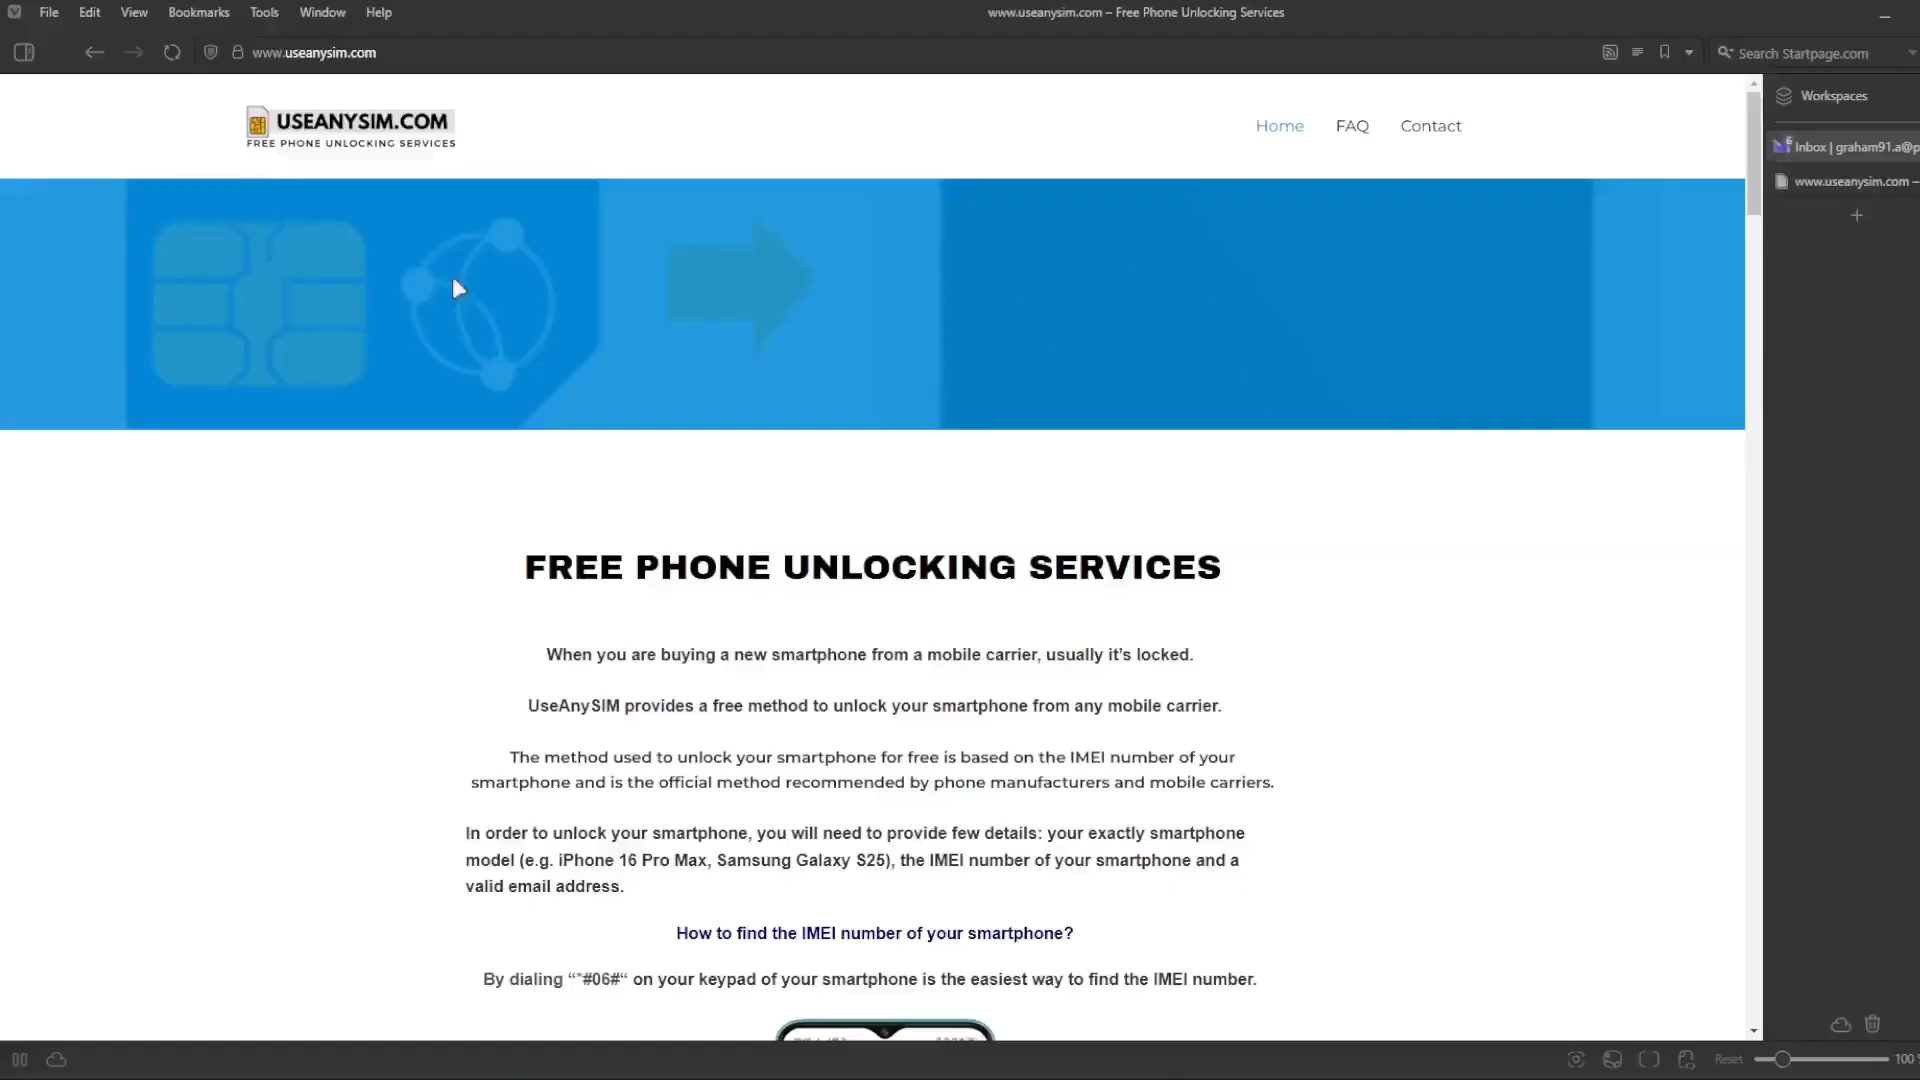 File Edit View Bookmarks Tools Window Help
www.useanysim.com – Free Phone Unlocking Services
www.useanysim.com
Search Startpage.com
USEANYSIM.COM
FREE PHONE UNLOCKING SERVICES
Home FAQ Contact
Workspaces
6
Inbox | graham91.a@p
www.useanysim.com –
FREE PHONE UNLOCKING SERVICES
When you are buying a new smartphone from a mobile carrier, usually it’s locked.
UseAnySIM provides a free method to unlock your smartphone from any mobile carrier.
The method used to unlock your smartphone for free is based on the IMEI number of your
smartphone and is the official method recommended by phone manufacturers and mobile carriers.
In order to unlock your smartphone, you will need to provide few details: your exactly smartphone
model (e.g. iPhone 16 Pro Max, Samsung Galaxy S25), the IMEI number of your smartphone and a
valid email address.
How to find the IMEI number of your smartphone?
By dialing “*#06#“ on your keypad of your smartphone is the easiest way to find the IMEI number.
Reset 100 %